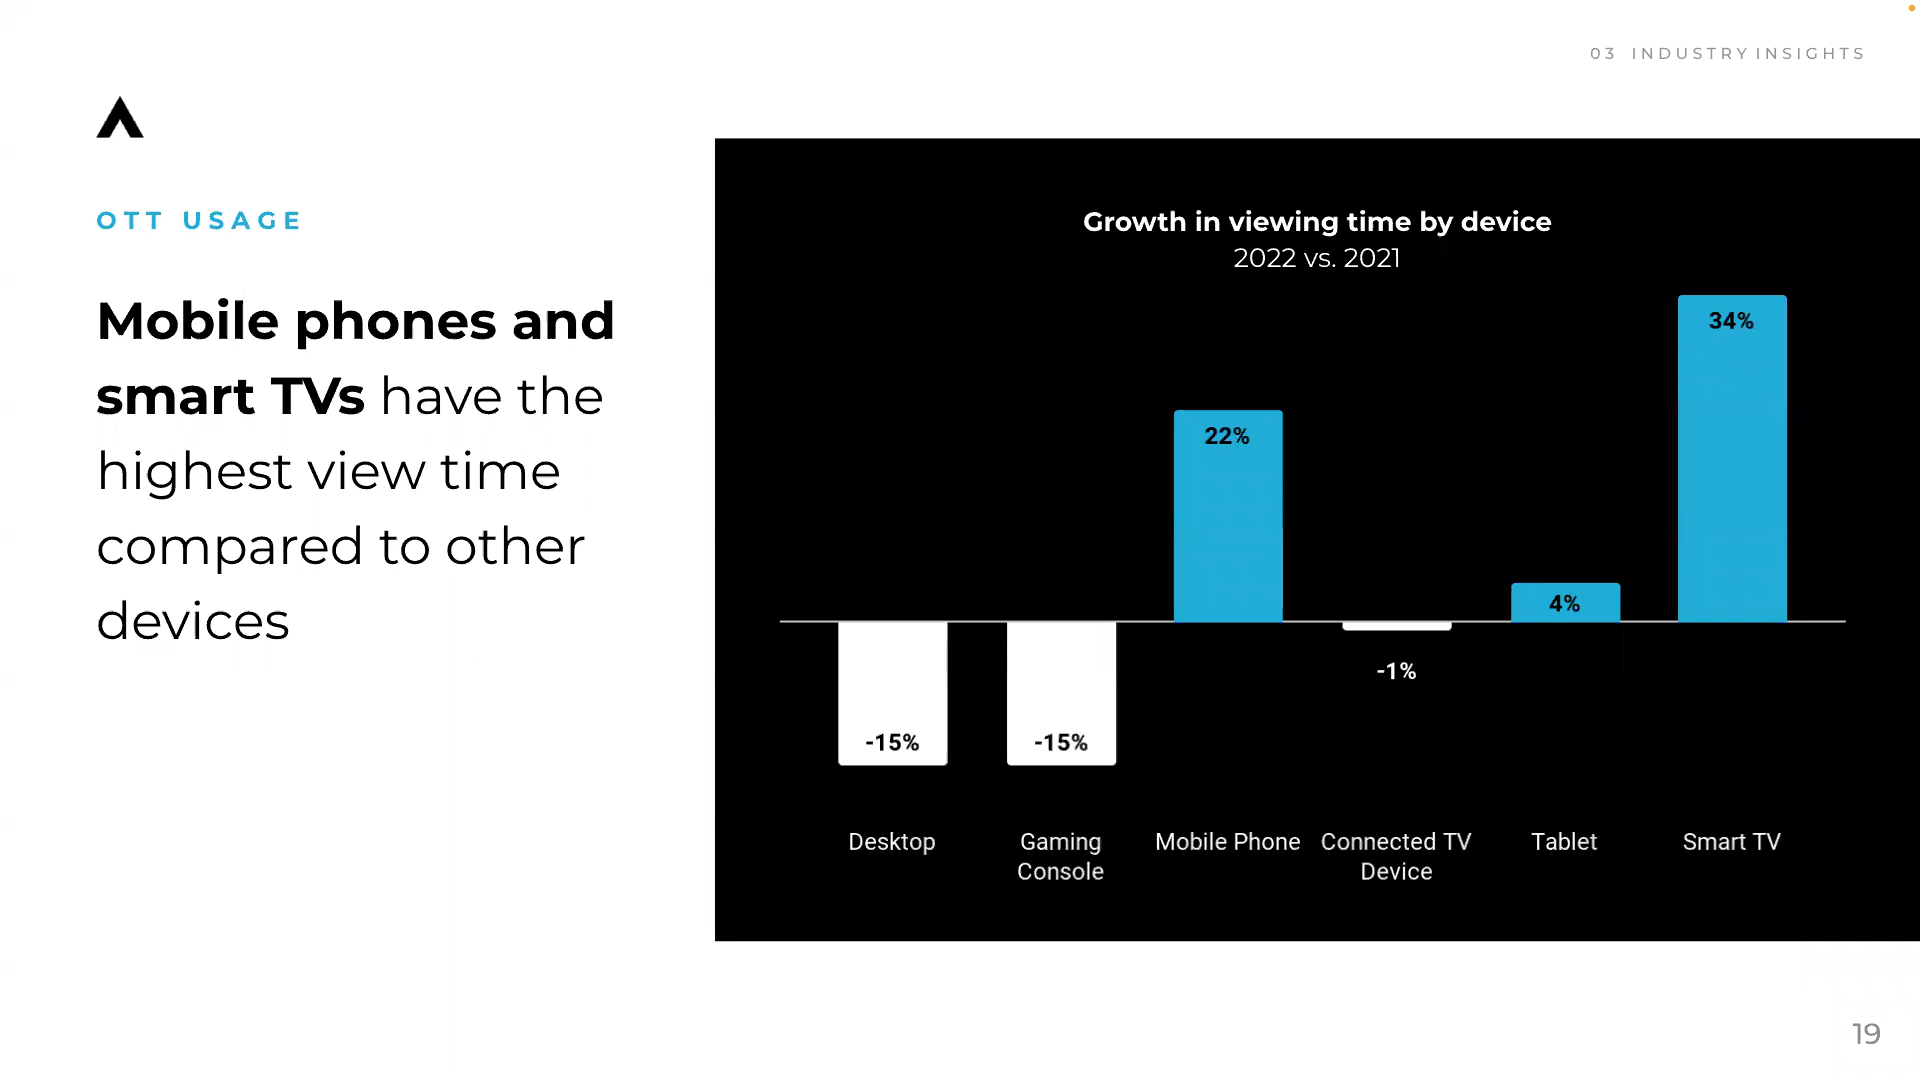 03 INDUSTRY INSIGHTS
OTT USAGE
Mobile phones and
smart TVs have the
highest view time
compared to other
devices
Growth in viewing time by device
2022 vs. 2021
34%
22%
4%
-1%
-15% -15%
Desktop Gaming Mobile Phone Connected TV Tablet Smart TV
Console Device
19